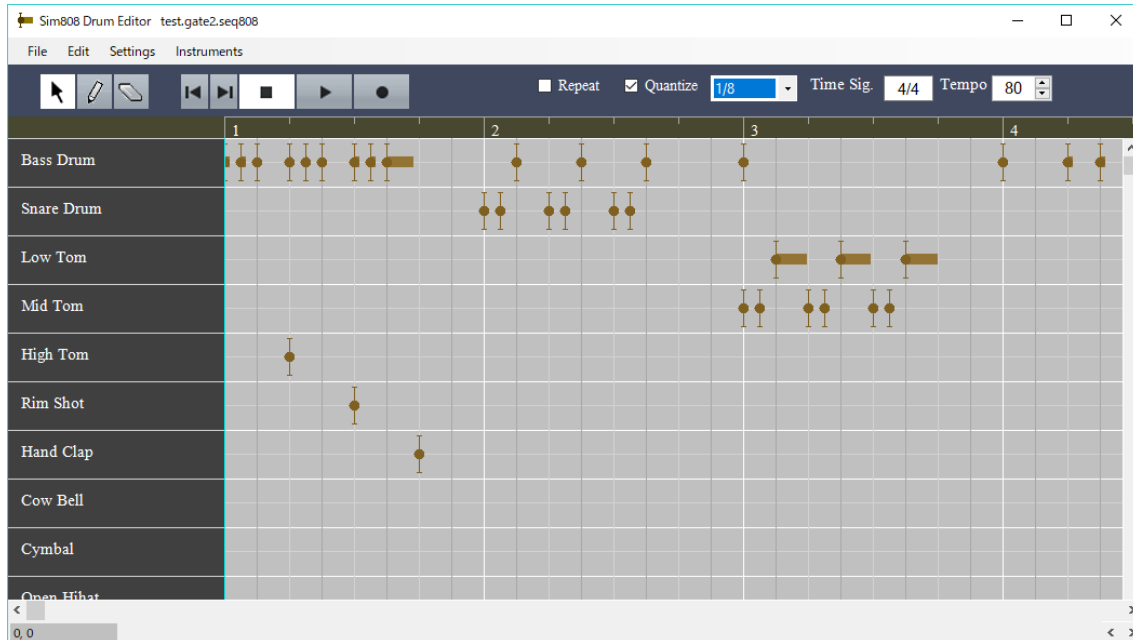 Sim808 Drum Editor test.gate2.seq808
File Edit Settings Instruments
Repeat Quantize 1/8 Time Sig. 4/4 Tempo 80
1 2 3 4
Bass Drum
Snare Drum
Low Tom
Mid Tom
High Tom
Rim Shot
Hand Clap
Cow Bell
Cymbal
Open Hihat
0, 0